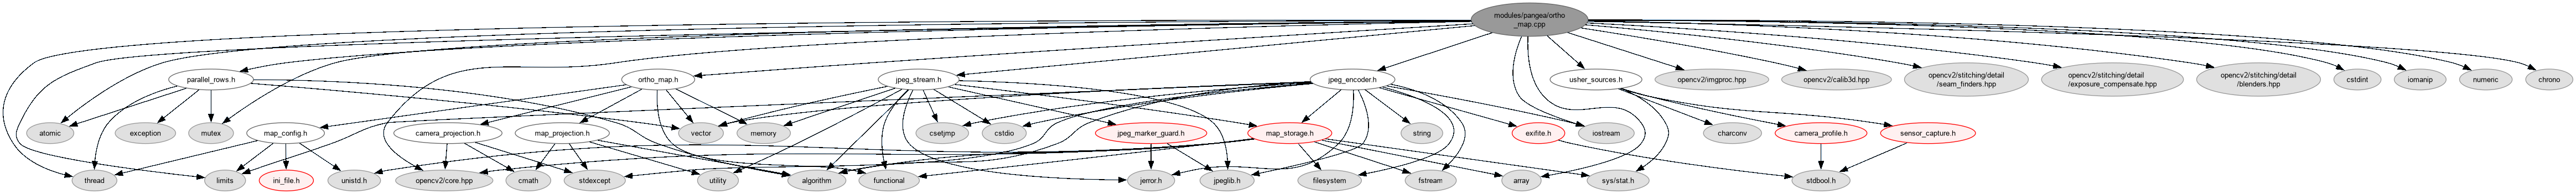 modules/pangea/ortho
_map.cpp
parallel_rows.h
ortho_map.h
jpeg_stream.h
jpeg_encoder.h
usher_sources.h
opencv2/imgproc.hpp
opencv2/calib3d.hpp
opencv2/stitching/detail
/seam_finders.hpp
opencv2/stitching/detail
/exposure_compensate.hpp
opencv2/stitching/detail
/blenders.hpp
cstdint
iomanip
numeric
chrono
atomic
exception
mutex
map_config.h
camera_projection.h
map_projection.h
vector
memory
csetjmp
cstdio
jpeg_marker_guard.h
map_storage.h
string
exifite.h
iostream
charconv
camera_profile.h
sensor_capture.h
thread
limits
ini_file.h
unistd.h
opencv2/core.hpp
cmath
stdexcept
utility
algorithm
functional
jerror.h
jpeglib.h
filesystem
fstream
array
sys/stat.h
stdbool.h